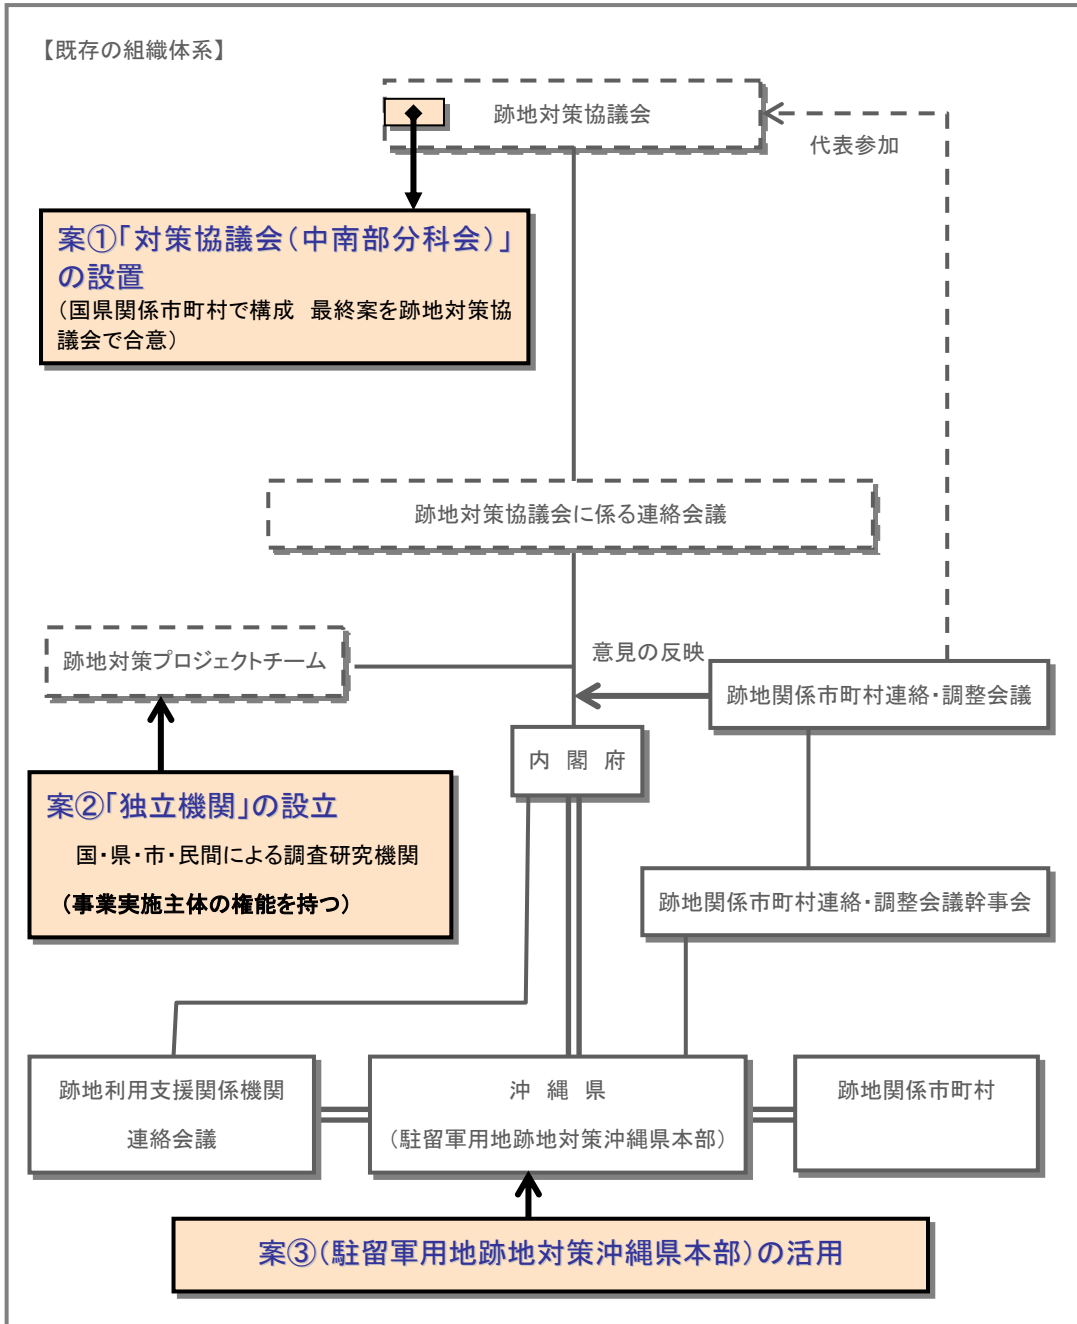 【既存の組織体系】
跡地対策協議会
代表参加
案①｢対策協議会(中南部分科会)｣
の設置
(国県関係市町村で構成　最終案を跡地対策協
議会で合意)
跡地対策協議会に係る連絡会議
跡地対策プロジェクトチーム
意見の反映
跡地関係市町村連絡･調整会議
内 閣 府
案②｢独立機関｣の設立
国･県･市･民間による調査研究機関
(事業実施主体の権能を持つ)
跡地関係市町村連絡･調整会議幹事会
跡地利用支援関係機関
連絡会議
沖 縄 県
(駐留軍用地跡地対策沖縄県本部)
跡地関係市町村
案③(駐留軍用地跡地対策沖縄県本部)の活用